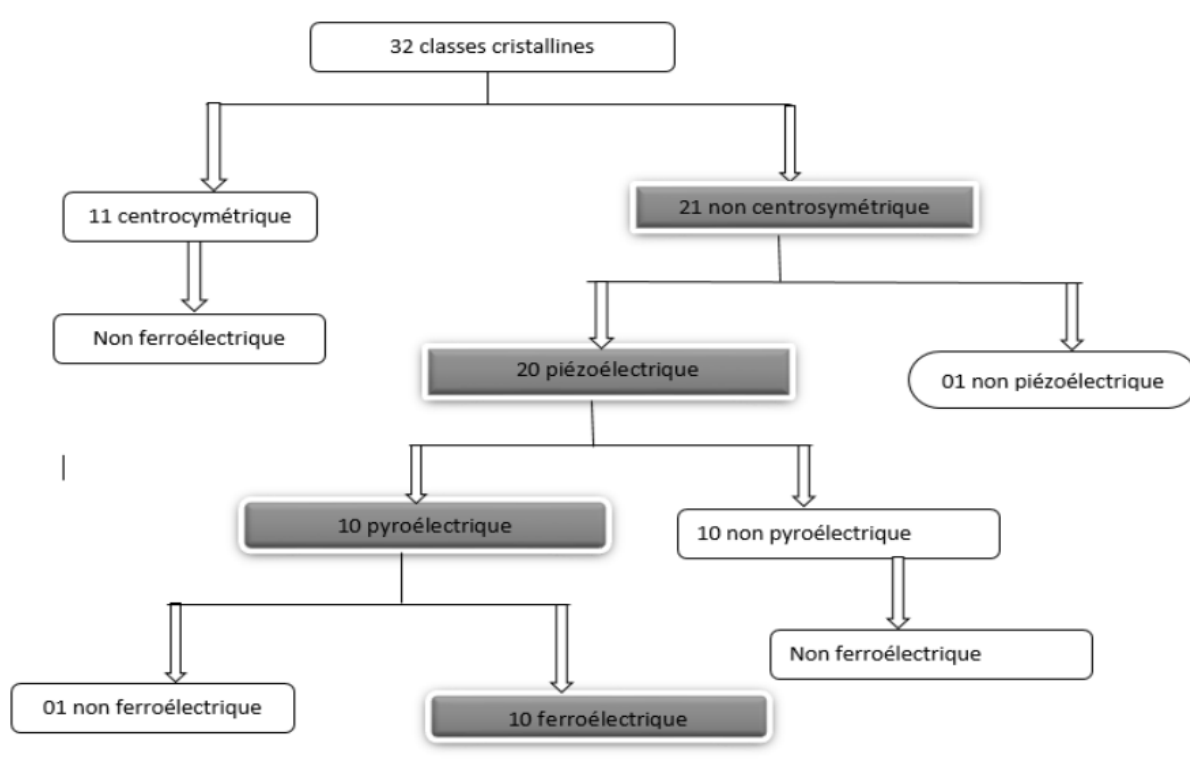 32 classes cristallines
11 centrocymétrique
21 non centrosymétrique
Non ferroélectrique
20 piézoélectrique
01 non piézoélectrique
10 pyroélectrique
10 non pyroélectrique
Non ferroélectrique
01 non ferroélectrique
10 ferroélectrique